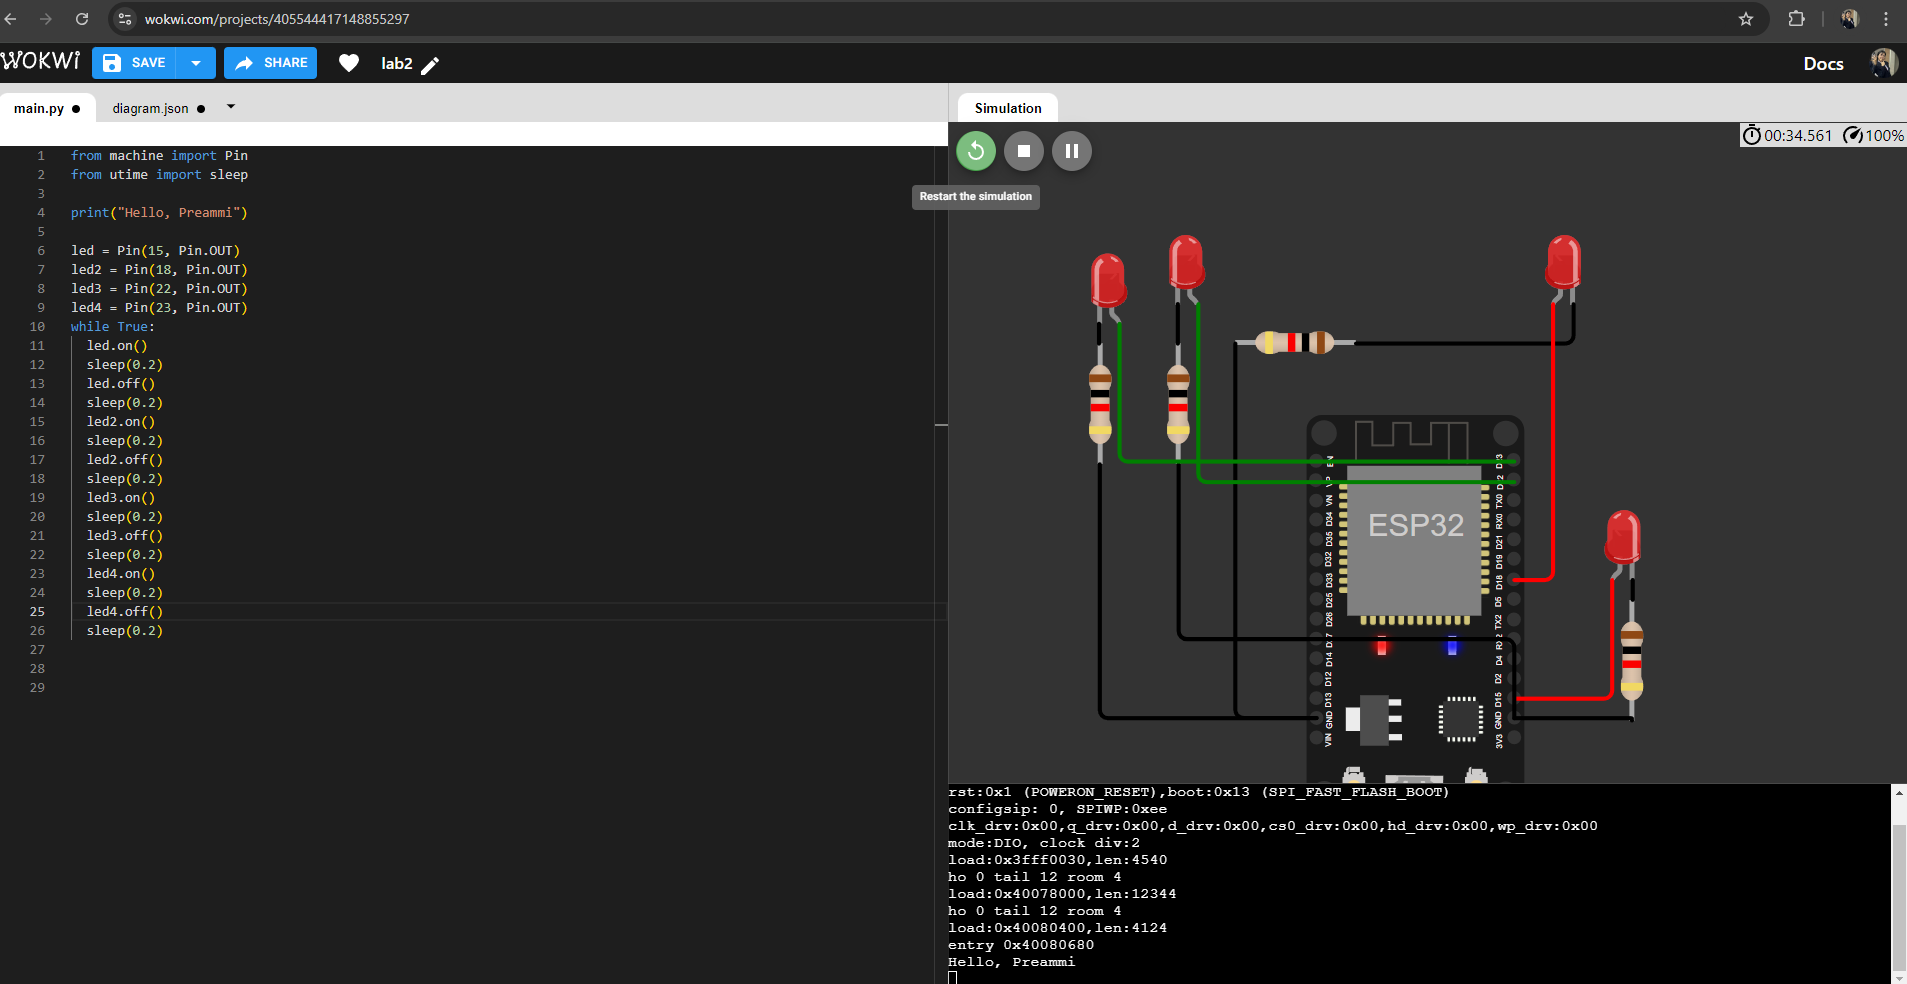 wokwi.com/projects/405544417148855297
WOKWI
SAVE
SHARE
lab2
Docs
main.py
diagram.json
Simulation
00:34.561
100%
Restart the simulation
1 from machine import Pin
2 from utime import sleep
3
4 print("Hello, Preammi")
5
6 led = Pin(15, Pin.OUT)
7 led2 = Pin(18, Pin.OUT)
8 led3 = Pin(22, Pin.OUT)
9 led4 = Pin(23, Pin.OUT)
10 while True:
11 led.on()
12 sleep(0.2)
13 led.off()
14 sleep(0.2)
15 led2.on()
16 sleep(0.2)
17 led2.off()
18 sleep(0.2)
19 led3.on()
20 sleep(0.2)
21 led3.off()
22 sleep(0.2)
23 led4.on()
24 sleep(0.2)
25 led4.off()
26 sleep(0.2)
27
28
29
ESP32
EN
VN
D34
D35
D32
D33
D25
D26
D14
D12
D13
GND
VIN
TX0
RX0
D21
D19
D18
D5
TX2
D4
D2
D15
GND
3V3
rst:0x1 (POWERON_RESET),boot:0x13 (SPI_FAST_FLASH_BOOT)
configsip: 0, SPIWP:0xee
clk_drv:0x00,q_drv:0x00,d_drv:0x00,cs0_drv:0x00,hd_drv:0x00,wp_drv:0x00
mode:DIO, clock div:2
load:0x3fff0030,len:4540
ho 0 tail 12 room 4
load:0x40078000,len:12344
ho 0 tail 12 room 4
load:0x40080400,len:4124
entry 0x40080680
Hello, Preammi